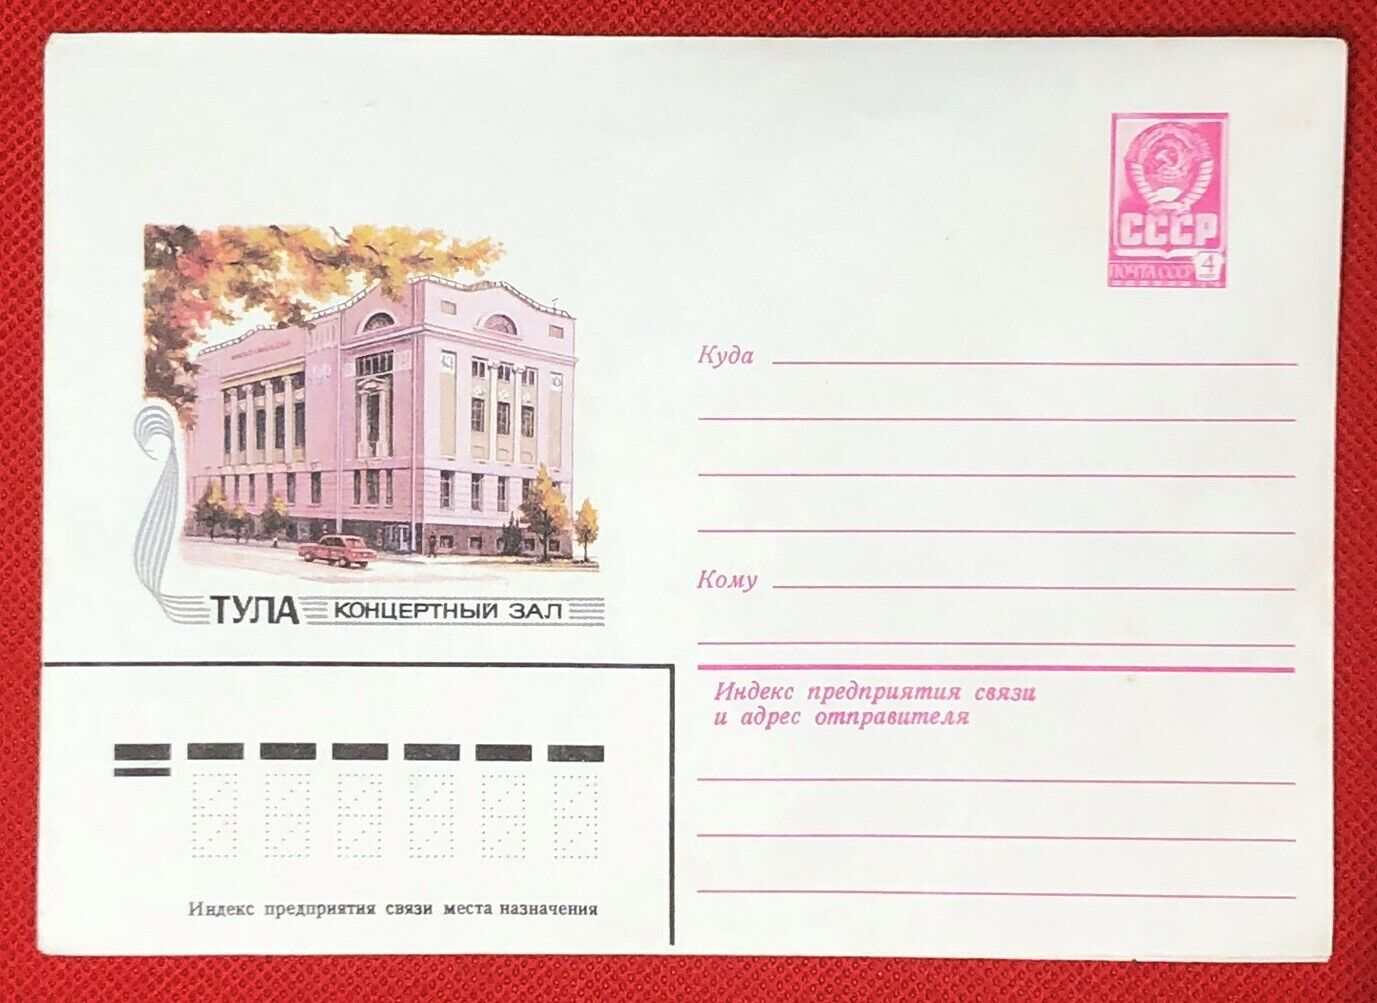 СССР
ПОЧТА СССР 4
Куда
Кому
ТУЛА КОНЦЕРТНЫЙ ЗАЛ
Индекс предприятия связи
и адрес отправителя
Индекс предприятия связи места назначения